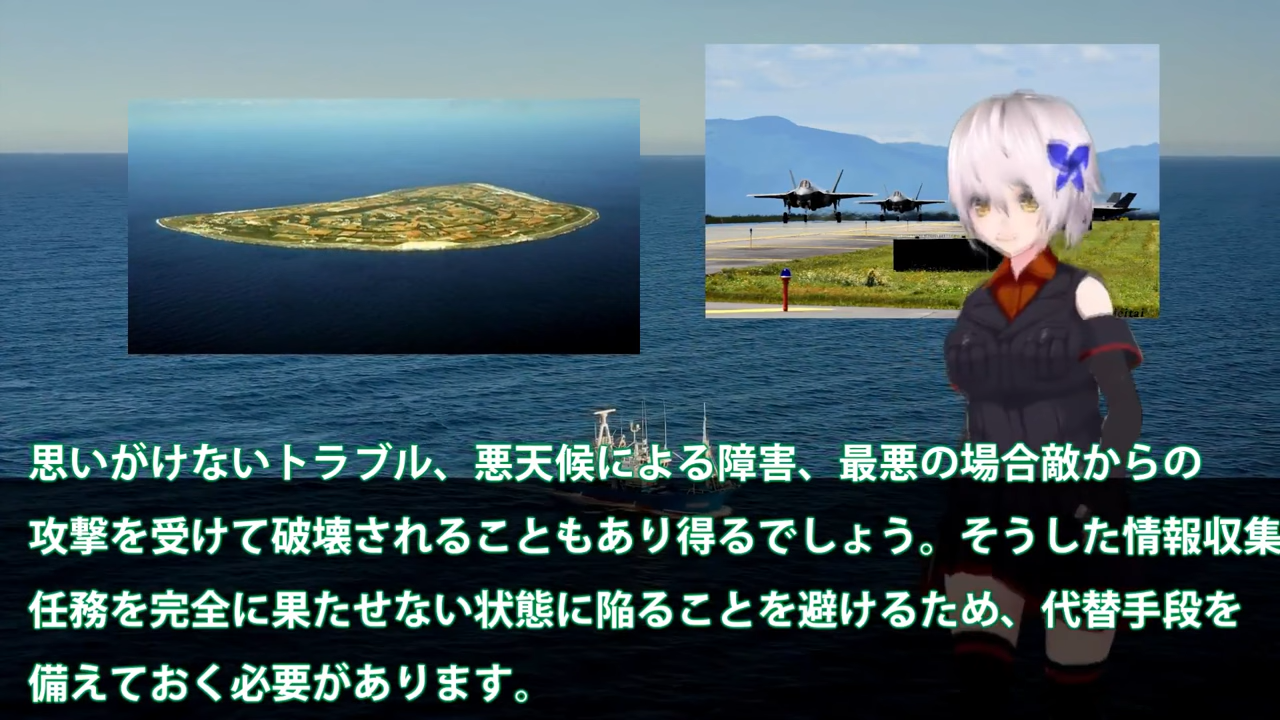 思いがけないトラブル、悪天候による障害、最悪の場合敵からの
攻撃を受けて破壊されることもあり得るでしょう。そうした情報収集
任務を完全に果たせない状態に陥ることを避けるため、代替手段を
備えておく必要があります。